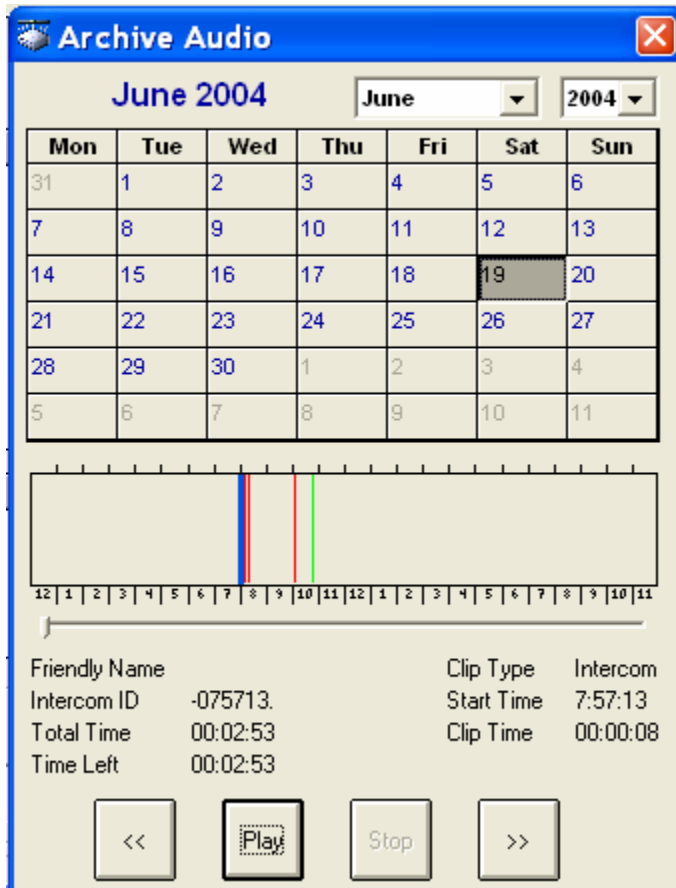 Archive Audio
June 2004 June 2004
Mon Tue Wed Thu Fri Sat Sun
31 1 2 3 4 5 6
7 8 9 10 11 12 13
14 15 16 17 18 19 20
21 22 23 24 25 26 27
28 29 30 1 2 3 4
5 6 7 8 9 10 11
12 1 2 3 4 5 6 7 8 9 10 11 12 1 2 3 4 5 6 7 8 9 10 11
Friendly Name Clip Type Intercom
Intercom ID -075713. Start Time 7:57:13
Total Time 00:02:53 Clip Time 00:00:08
Time Left 00:02:53
<< Play Stop >>